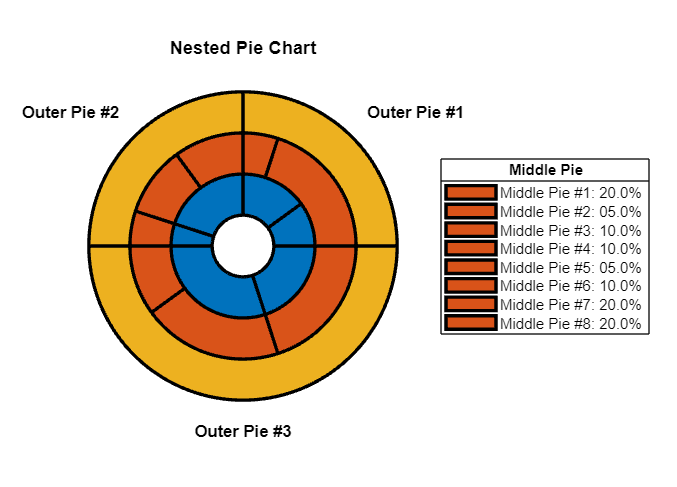 Nested Pie Chart
Outer Pie #2
Outer Pie #1
Middle Pie
Middle Pie #1: 20.0%
Middle Pie #2: 05.0%
Middle Pie #3: 10.0%
Middle Pie #4: 10.0%
Middle Pie #5: 05.0%
Middle Pie #6: 10.0%
Middle Pie #7: 20.0%
Middle Pie #8: 20.0%
Outer Pie #3